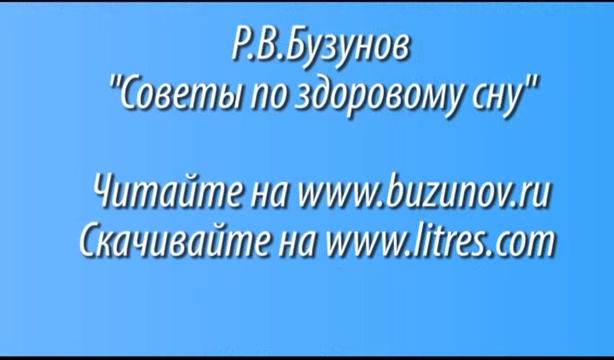 Р.В.Бузунов
"Советы по здоровому сну"
Читайте на www.buzunov.ru
Скачивайте на www.litres.com